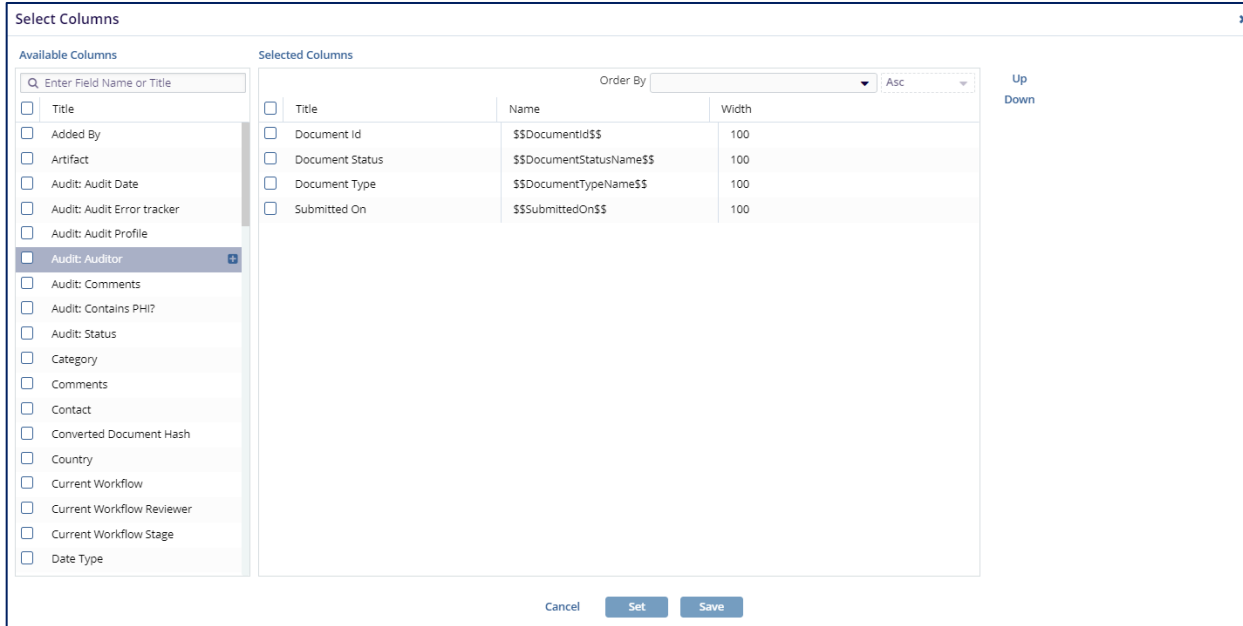 Select Columns
Available Columns
Selected Columns
Enter Field Name or Title
Order By
Asc
Up
Down
Title
Title Name Width
Added By
Document Id $$DocumentId$$ 100
Artifact
Document Status $$DocumentStatusName$$ 100
Audit: Audit Date
Document Type $$DocumentTypeName$$ 100
Audit: Audit Error tracker
Submitted On $$SubmittedOn$$ 100
Audit: Audit Profile
Audit: Auditor
Audit: Comments
Audit: Contains PHI?
Audit: Status
Category
Comments
Contact
Converted Document Hash
Country
Current Workflow
Current Workflow Reviewer
Current Workflow Stage
Date Type
Cancel Set Save